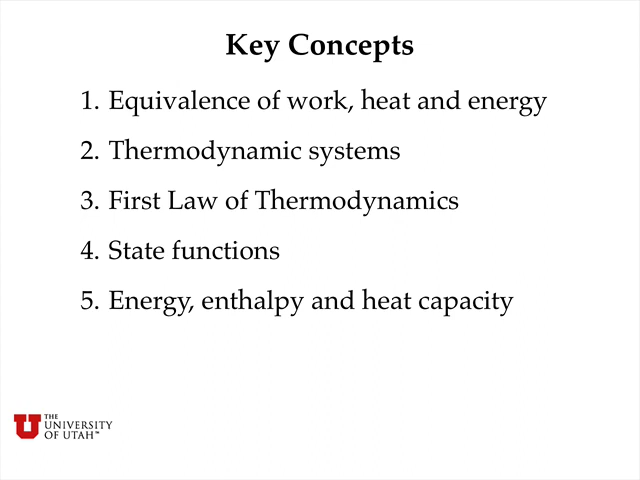 Key Concepts
1. Equivalence of work, heat and energy
2. Thermodynamic systems
3. First Law of Thermodynamics
4. State functions
5. Energy, enthalpy and heat capacity
THE
UNIVERSITY
OF UTAH™